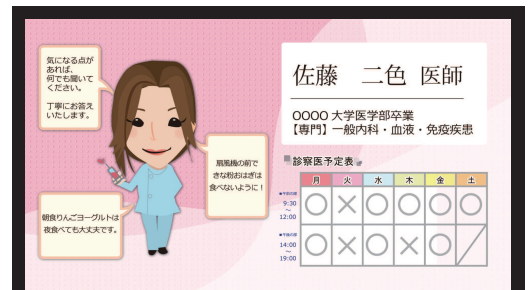 気になる点が
あれば、
何でも聞いて
ください。
丁寧にお答え
いたします。
扇風機の前で
きな粉おはぎは
食べないように！
朝食りんごヨーグルトは
夜食べても大丈夫です。
佐藤 二色 医師
OOOO 大学医学部卒業
【専門】一般内科・血液・免疫疾患
診察医予定表
月 火 水 木 金 土
9:30
～
12:00
○ × ○ ○ ○ ○
14:00
～
19:00
○ × ○ × ○ ／